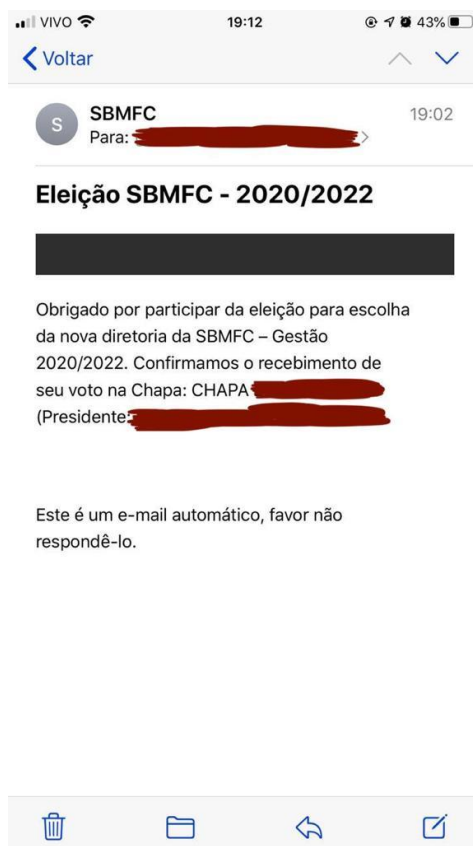 VIVO 19:12 43%
Voltar
SBMFC 19:02
Para:
Eleição SBMFC - 2020/2022
Obrigado por participar da eleição para escolha
da nova diretoria da SBMFC – Gestão
2020/2022. Confirmamos o recebimento de
seu voto na Chapa: CHAPA
(Presidente:
Este é um e-mail automático, favor não
respondê-lo.